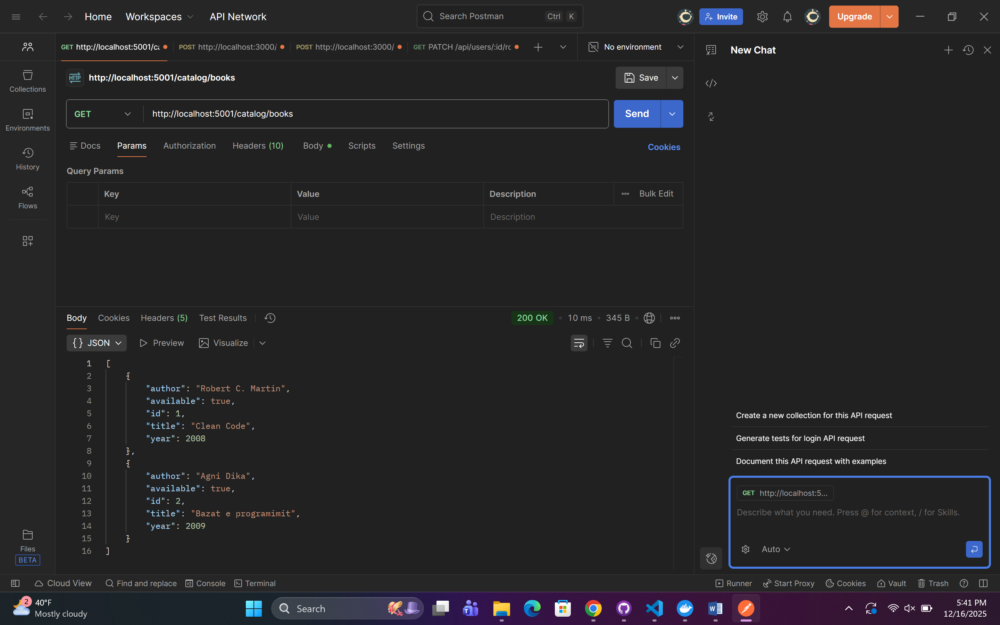 Home Workspaces API Network Search Postman Ctrl K Invite Upgrade
GET http://localhost:5001/ca POST http://localhost:3000/ POST http://localhost:3000/ GET PATCH /api/users/:id/rc No environment
New Chat
HTTP http://localhost:5001/catalog/books Save
Collections
GET http://localhost:5001/catalog/books Send
Environments
Docs Params Authorization Headers (10) Body Scripts Settings Cookies
History
Query Params
Key Value Description Bulk Edit
Flows
Key Value Description
Body Cookies Headers (5) Test Results 200 OK 10 ms 345 B
{} JSON Preview Visualize
1 [
2 {
3 "author": "Robert C. Martin",
4 "available": true,
5 "id": 1,
6 "title": "Clean Code",
7 "year": 2008
8 },
9 {
10 "author": "Agni Dika",
11 "available": true,
12 "id": 2,
13 "title": "Bazat e programimit",
14 "year": 2009
15 }
16 ]
Create a new collection for this API request
Generate tests for login API request
Document this API request with examples
GET http://localhost:5...
Describe what you need. Press @ for context, / for Skills.
Auto
Files
BETA
Cloud View Find and replace Console Terminal Runner Start Proxy Cookies Vault Trash
2 40°F
Mostly cloudy
Search
5:41 PM
12/16/2025